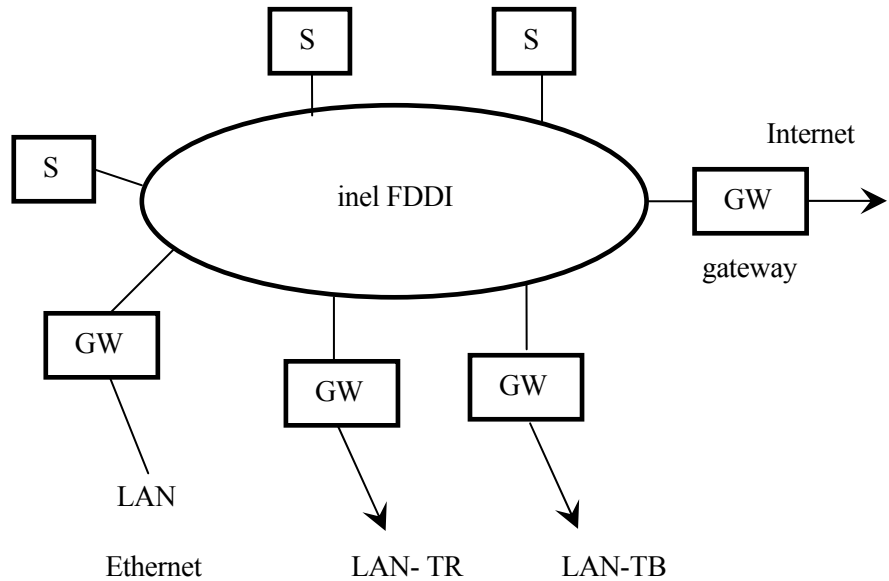 S
S
Internet
S
inel FDDI
GW
gateway
GW
GW
GW
LAN
Ethernet
LAN- TR
LAN-TB